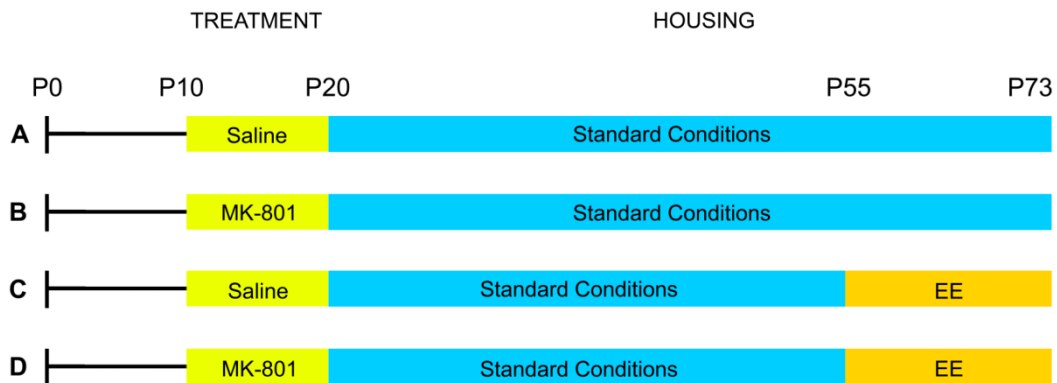 TREATMENT HOUSING
P0 P10 P20 P55 P73
A Saline Standard Conditions
B MK-801 Standard Conditions
C Saline Standard Conditions EE
D MK-801 Standard Conditions EE